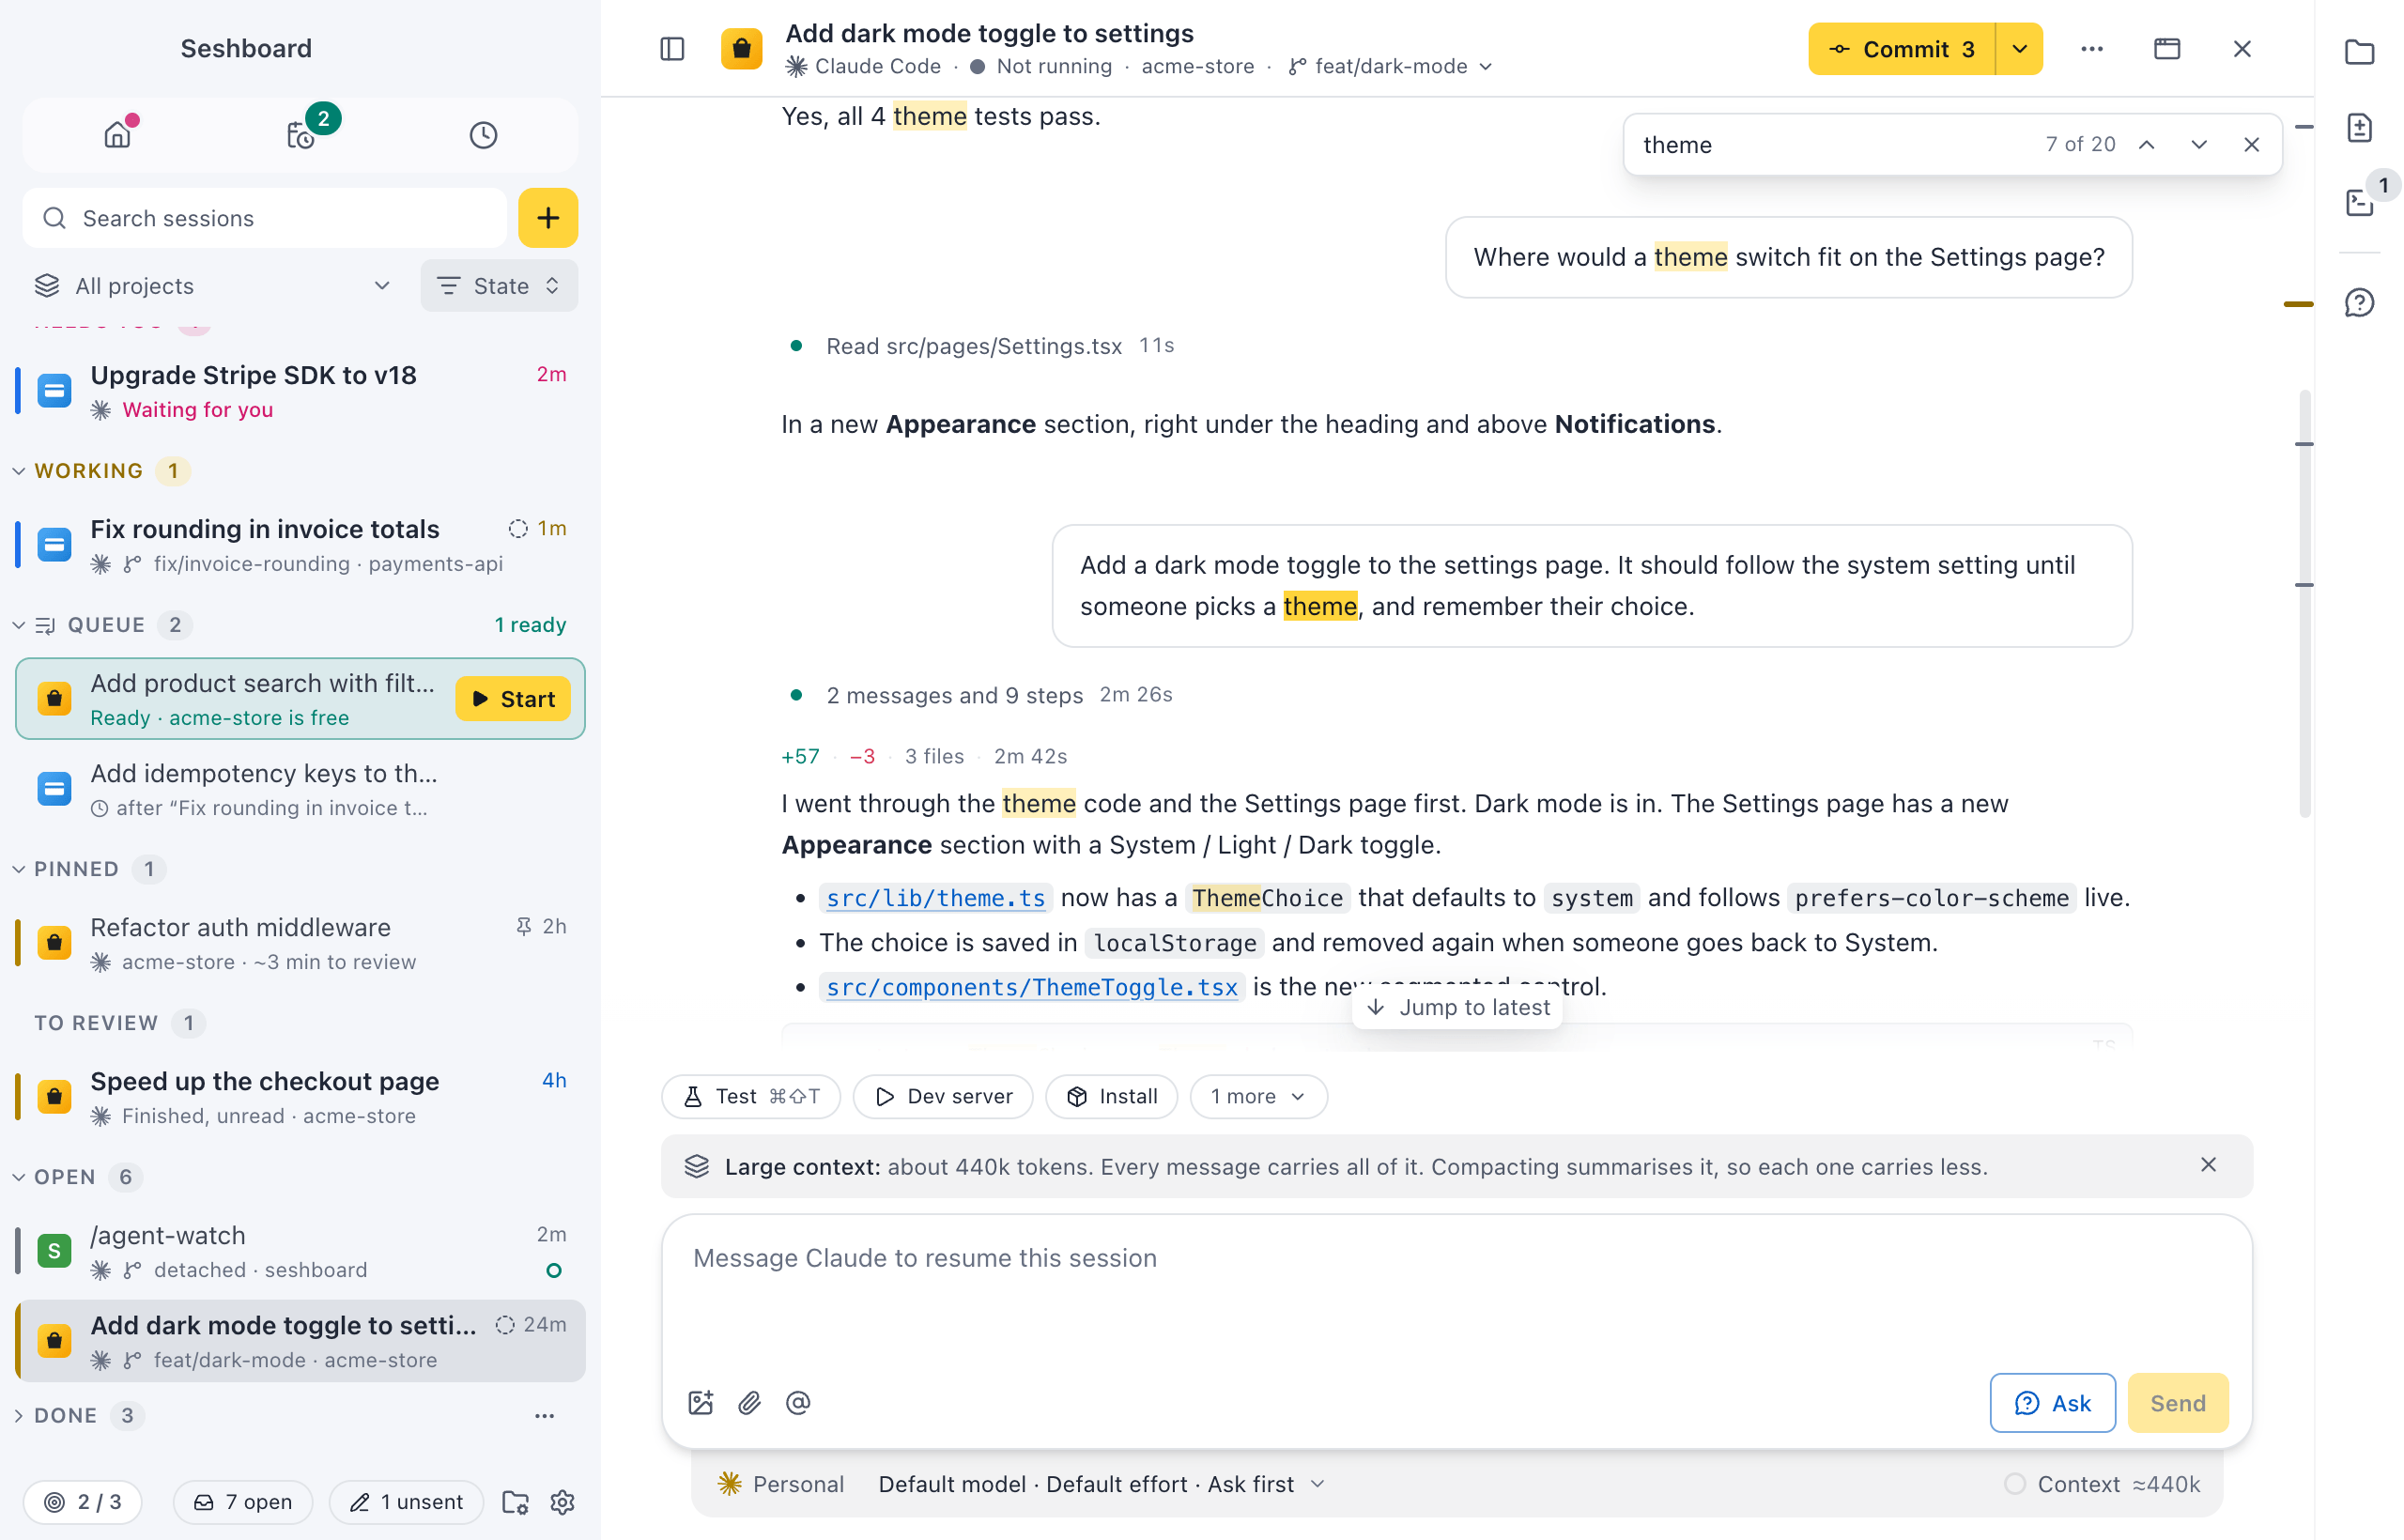 Seshboard
2
Search sessions
All projects
State
Upgrade Stripe SDK to v18
2m
Waiting for you
WORKING 1
Fix rounding in invoice totals
1m
fix/invoice-rounding · payments-api
QUEUE 2
1 ready
Add product search with filt...
Ready · acme-store is free
Start
Add idempotency keys to th...
after “Fix rounding in invoice t...
PINNED 1
Refactor auth middleware
2h
acme-store · ~3 min to review
TO REVIEW 1
Speed up the checkout page
4h
Finished, unread · acme-store
OPEN 6
S
/agent-watch
2m
detached · seshboard
Add dark mode toggle to setti...
24m
feat/dark-mode · acme-store
DONE 3
2 / 3
7 open
1 unsent
Add dark mode toggle to settings
Claude Code · Not running · acme-store · feat/dark-mode
Commit 3
Yes, all 4 theme tests pass.
theme
7 of 20
1
Where would a theme switch fit on the Settings page?
Read src/pages/Settings.tsx 11s
In a new Appearance section, right under the heading and above Notifications.
Add a dark mode toggle to the settings page. It should follow the system setting until
someone picks a theme, and remember their choice.
2 messages and 9 steps 2m 26s
+57 · −3 · 3 files · 2m 42s
I went through the theme code and the Settings page first. Dark mode is in. The Settings page has a new
Appearance section with a System / Light / Dark toggle.
• src/lib/theme.ts now has a ThemeChoice that defaults to system and follows prefers-color-scheme live.
• The choice is saved in localStorage and removed again when someone goes back to System.
• src/components/ThemeToggle.tsx is the new segmented control.
Jump to latest
Test ⌘⇧T
Dev server
Install
1 more
Large context: about 440k tokens. Every message carries all of it. Compacting summarises it, so each one carries less.
Message Claude to resume this session
Ask
Send
Personal
Default model · Default effort · Ask first
Context ≈440k